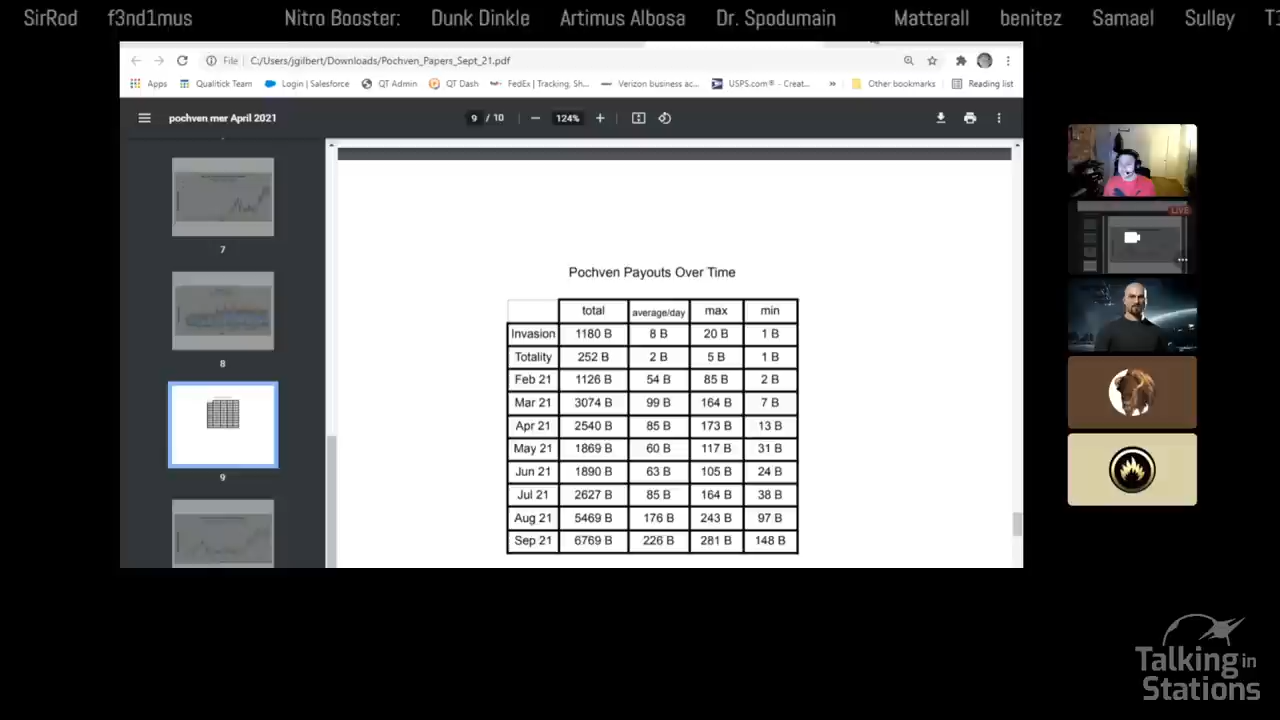 SirRod f3nd1mus Nitro Booster: Dunk Dinkle Artimus Albosa Dr. Spodumain Matterall benitez Samael Sulley
File C:/Users/jgilbert/Downloads/Pochven_Papers_Sept_21.pdf
Apps Qualitick Team Login | Salesforce QT Admin QT Dash FedEx | Tracking, Sh... Verizon business ac... USPS.com® - Creat... » Other bookmarks Reading list
pochven mer April 2021 9 / 10 124%
7
8
9
LIVE
Pochven Payouts Over Time
total average/day max min
Invasion 1180 B 8 B 20 B 1 B
Totality 252 B 2 B 5 B 1 B
Feb 21 1126 B 54 B 85 B 2 B
Mar 21 3074 B 99 B 164 B 7 B
Apr 21 2540 B 85 B 173 B 13 B
May 21 1869 B 60 B 117 B 31 B
Jun 21 1890 B 63 B 105 B 24 B
Jul 21 2627 B 85 B 164 B 38 B
Aug 21 5469 B 176 B 243 B 97 B
Sep 21 6769 B 226 B 281 B 148 B
Talking in
Stations